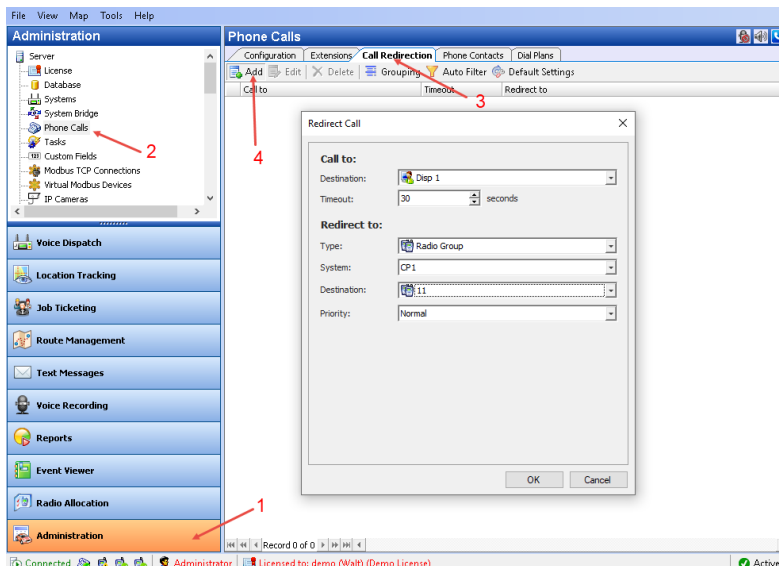 File View Map Tools Help
Administration
Server
License
Database
Systems
System Bridge
Phone Calls
Tasks
Custom Fields
Modbus TCP Connections
Virtual Modbus Devices
IP Cameras
2
Voice Dispatch
Location Tracking
Job Ticketing
Route Management
Text Messages
Voice Recording
Reports
Event Viewer
Radio Allocation
Administration
1
Phone Calls
Configuration Extensions Call Redirection Phone Contacts Dial Plans
Add Edit Delete Grouping Auto Filter Default Settings
Call to Timeout Redirect to
3
4
Redirect Call
Call to:
Destination: Disp 1
Timeout: 30 seconds
Redirect to:
Type: Radio Group
System: CP1
Destination: 11
Priority: Normal
OK Cancel
Record 0 of 0
Connected Administrator Licensed to: demo (Walt) (Demo License) Active